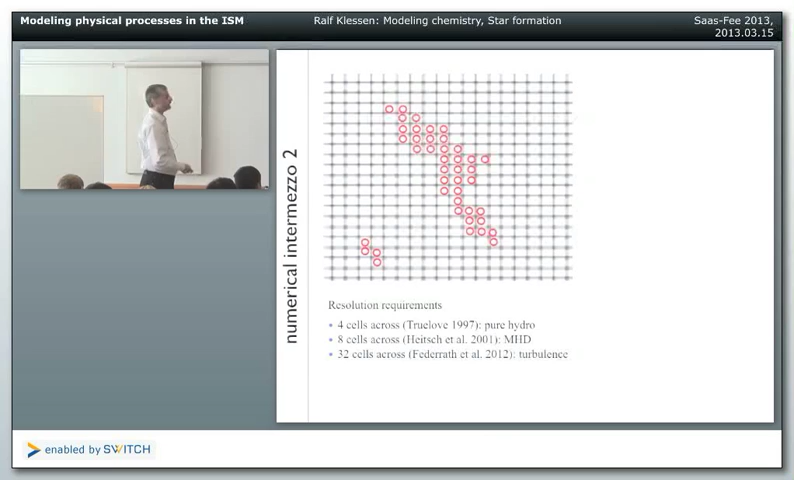 Modeling physical processes in the ISM
Ralf Klessen: Modeling chemistry, Star formation
Saas-Fee 2013,
2013.03.15
numerical intermezzo 2
Resolution requirements
• 4 cells across (Truelove 1997): pure hydro
• 8 cells across (Heitsch et al. 2001): MHD
• 32 cells across (Federrath et al. 2012): turbulence
enabled by SWITCH